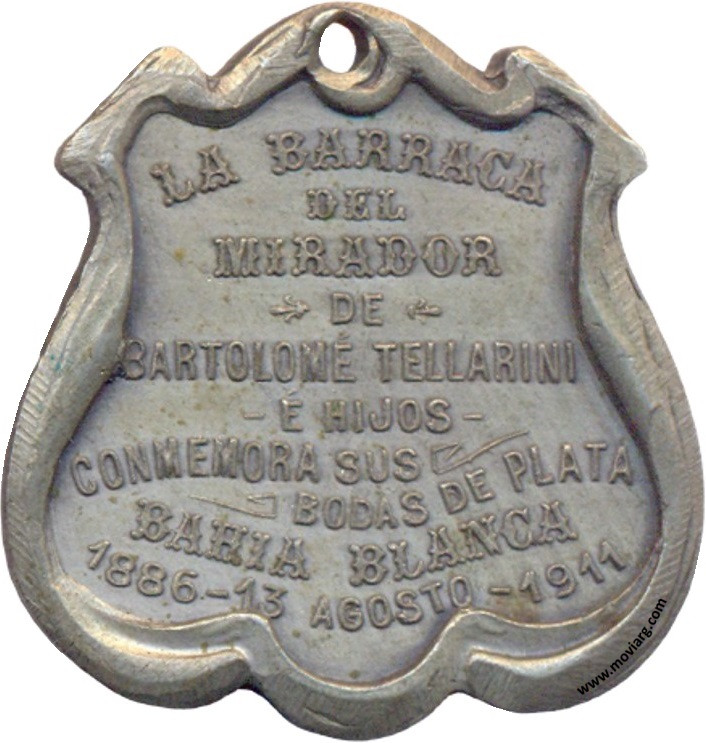 LA BARRACA
DEL
MIRADOR
DE
BARTOLOMÉ TELLARINI
- É HIJOS -
CONMEMORA SUS
BODAS DE PLATA
BAHIA BLANCA
1886-13 AGOSTO-1911
www.moviarg.com